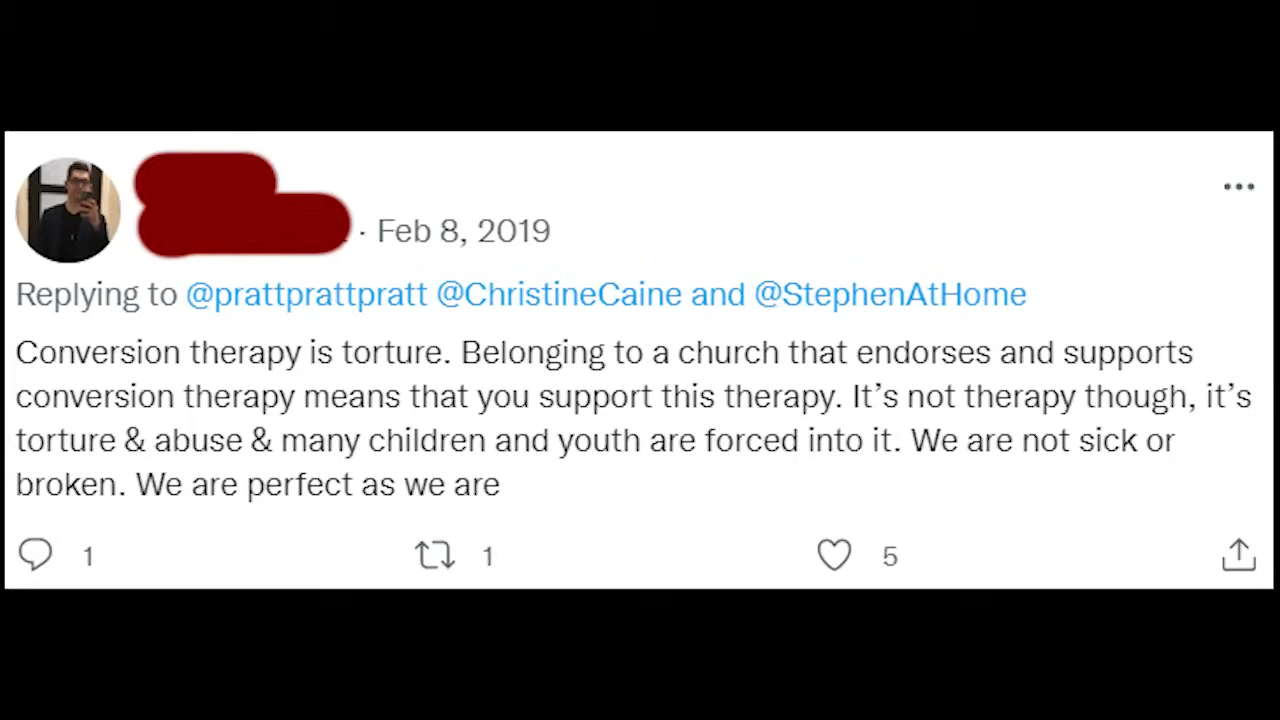 · Feb 8, 2019
Replying to @prattprattpratt @ChristineCaine and @StephenAtHome
Conversion therapy is torture. Belonging to a church that endorses and supports
conversion therapy means that you support this therapy. It’s not therapy though, it’s
torture & abuse & many children and youth are forced into it. We are not sick or
broken. We are perfect as we are
1 1 5